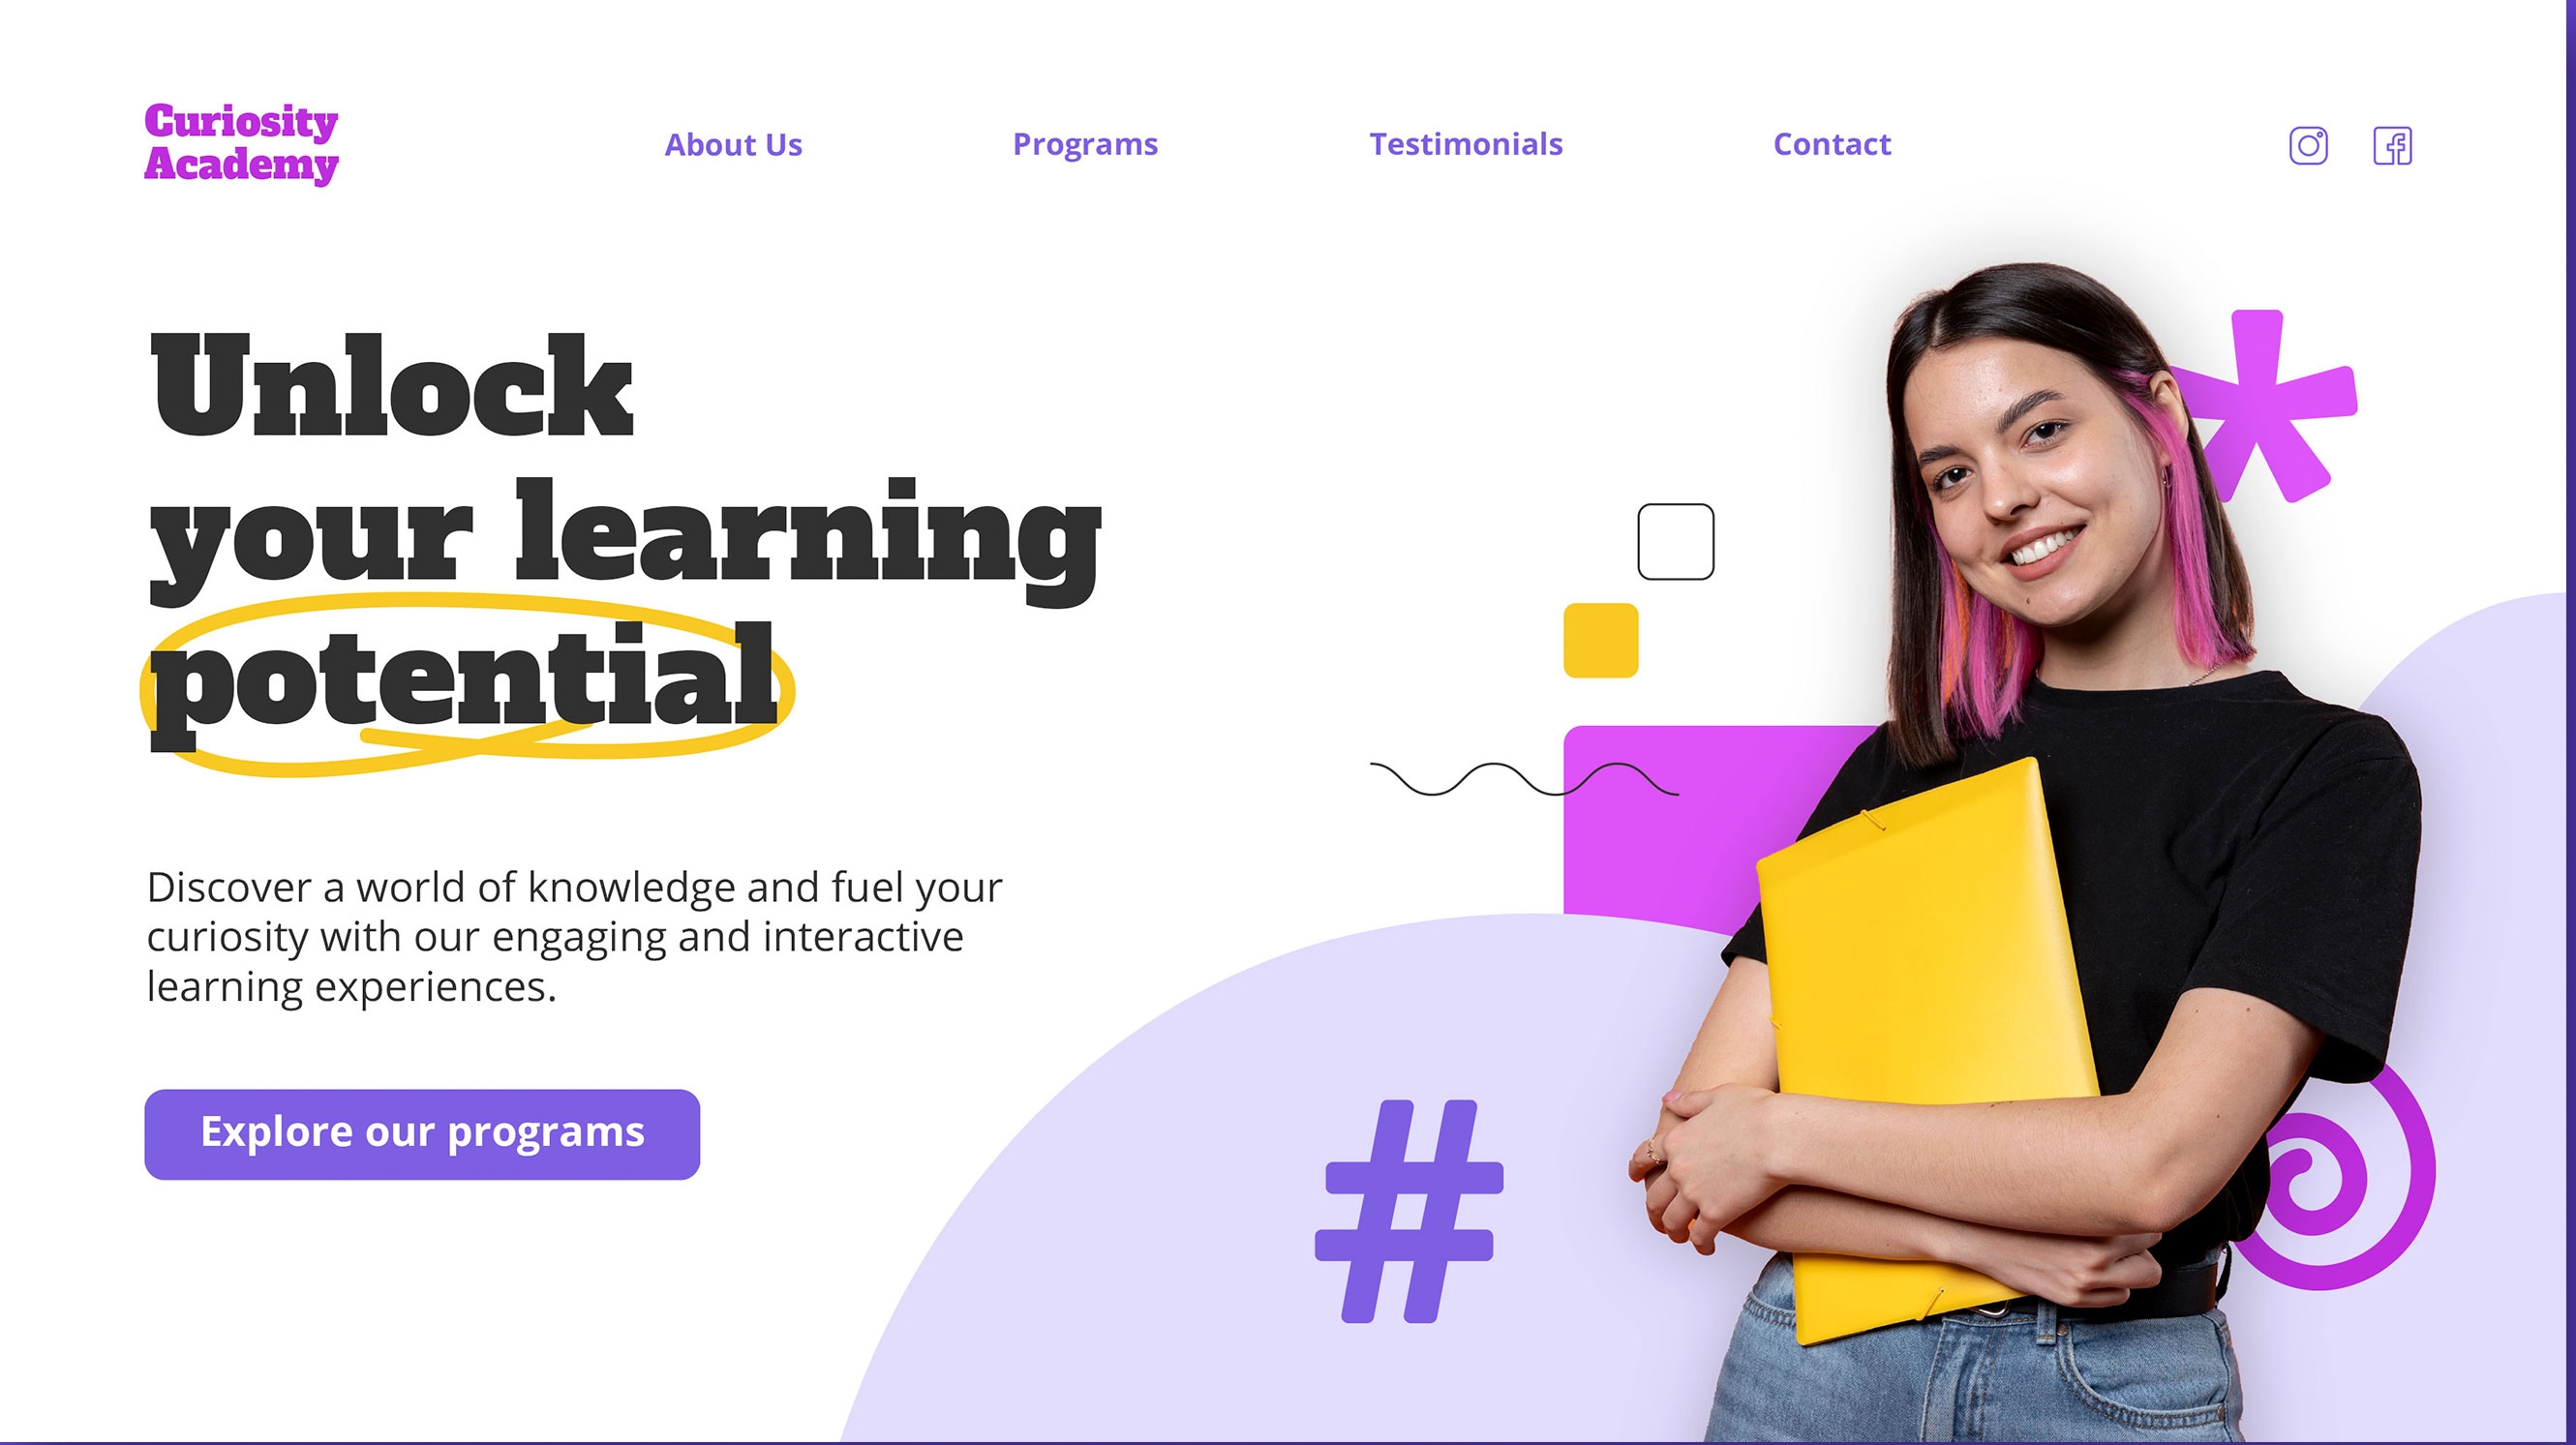 Curiosity
Academy
About Us
Programs
Testimonials
Contact
Unlock
your learning
potential
Discover a world of knowledge and fuel your
curiosity with our engaging and interactive
learning experiences.
Explore our programs
#